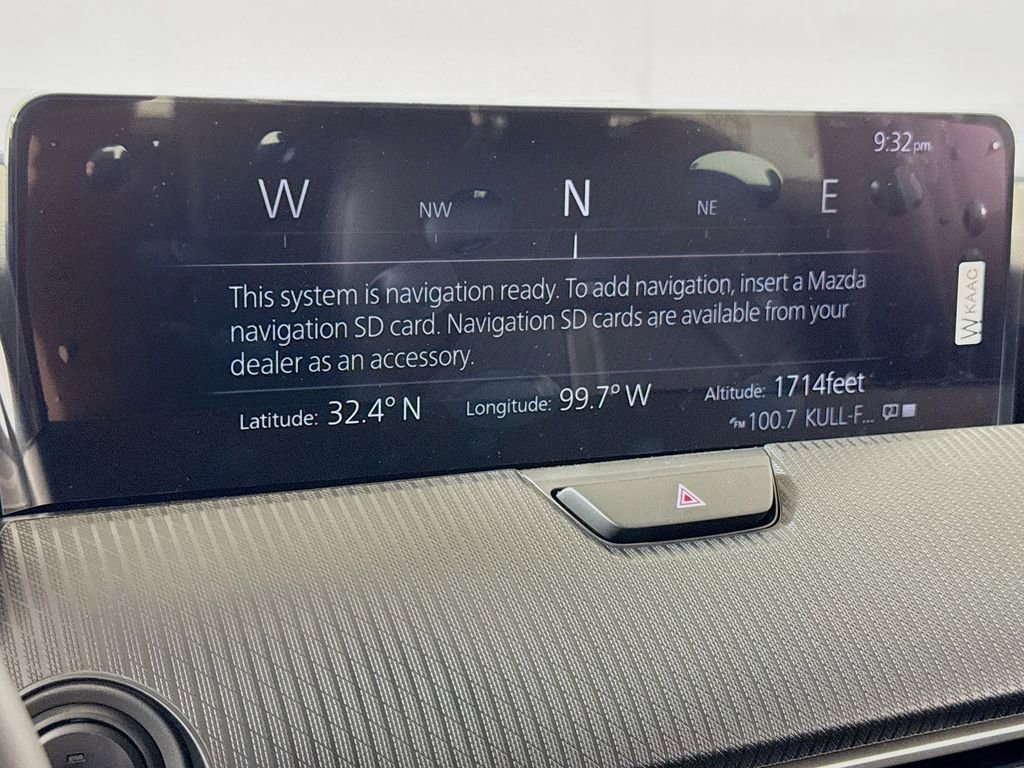 9:32pm
W NW N NE E
This system is navigation ready. To add navigation, insert a Mazda
navigation SD card. Navigation SD cards are available from your
dealer as an accessory.
Latitude: 32.4° N Longitude: 99.7° W Altitude: 1714feet
FM 100.7 KULL-F... 2
WKAAC